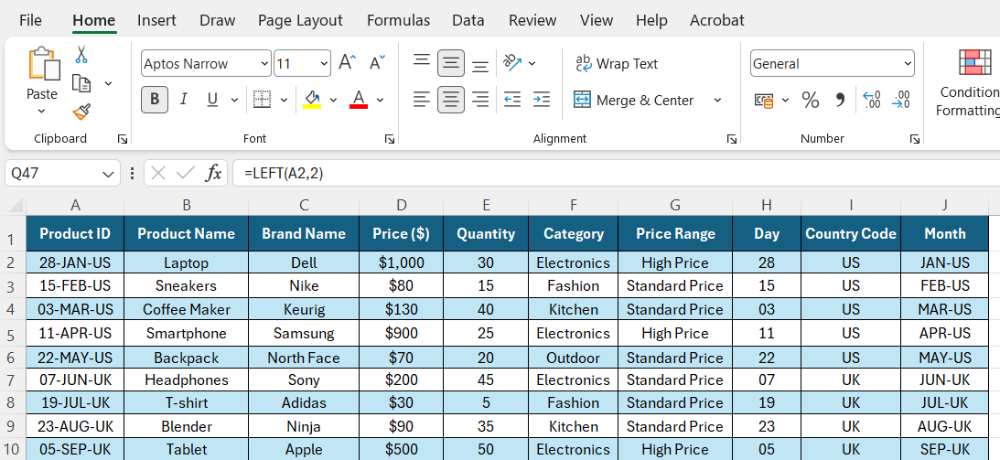 File Home Insert Draw Page Layout Formulas Data Review View Help Acrobat
Aptos Narrow 11 A A ab Wrap Text General
Paste B I U A Merge & Center % 9 .00 .00 Condition
.00 .0 Formatting
Clipboard Font Alignment Number
Q47 fx =LEFT(A2,2)
A B C D E F G H I J
1 Product ID Product Name Brand Name Price ($) Quantity Category Price Range Day Country Code Month
2 28-JAN-US Laptop Dell $1,000 30 Electronics High Price 28 US JAN-US
3 15-FEB-US Sneakers Nike $80 15 Fashion Standard Price 15 US FEB-US
4 03-MAR-US Coffee Maker Keurig $130 40 Kitchen Standard Price 03 US MAR-US
5 11-APR-US Smartphone Samsung $900 25 Electronics High Price 11 US APR-US
6 22-MAY-US Backpack North Face $70 20 Outdoor Standard Price 22 US MAY-US
7 07-JUN-UK Headphones Sony $200 45 Electronics Standard Price 07 UK JUN-UK
8 19-JUL-UK T-shirt Adidas $30 5 Fashion Standard Price 19 UK JUL-UK
9 23-AUG-UK Blender Ninja $90 35 Kitchen Standard Price 23 UK AUG-UK
10 05-SEP-UK Tablet Apple $500 50 Electronics High Price 05 UK SEP-UK